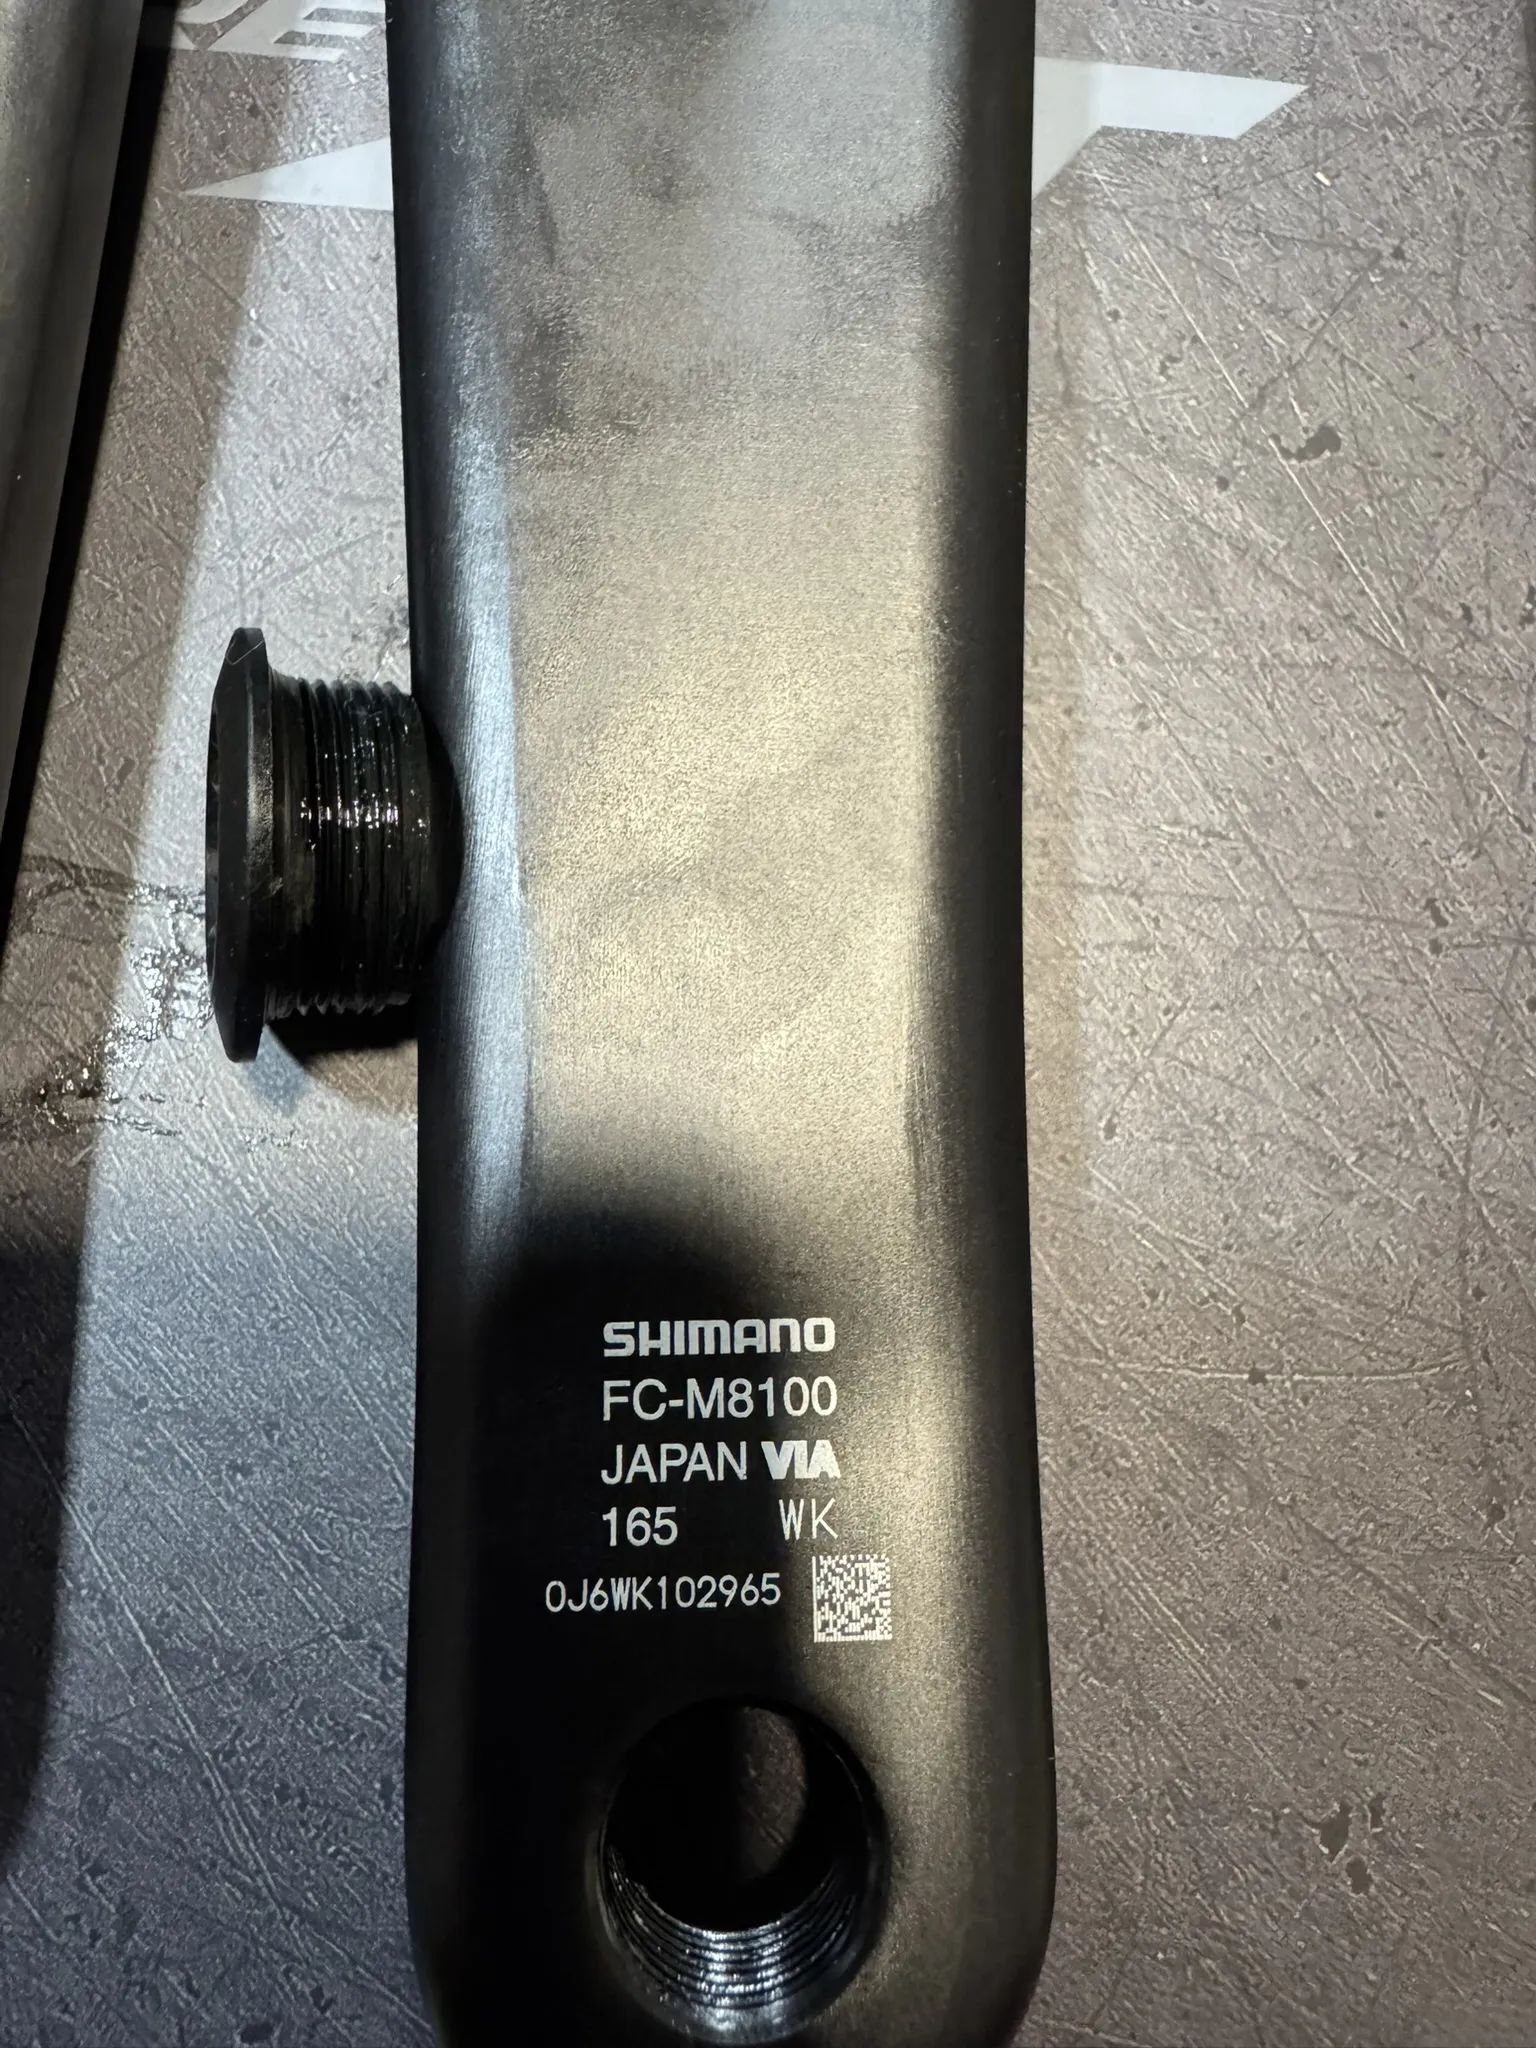 SHIMANO
FC-M8100
JAPAN VIA
165 WK
0J6WK102965